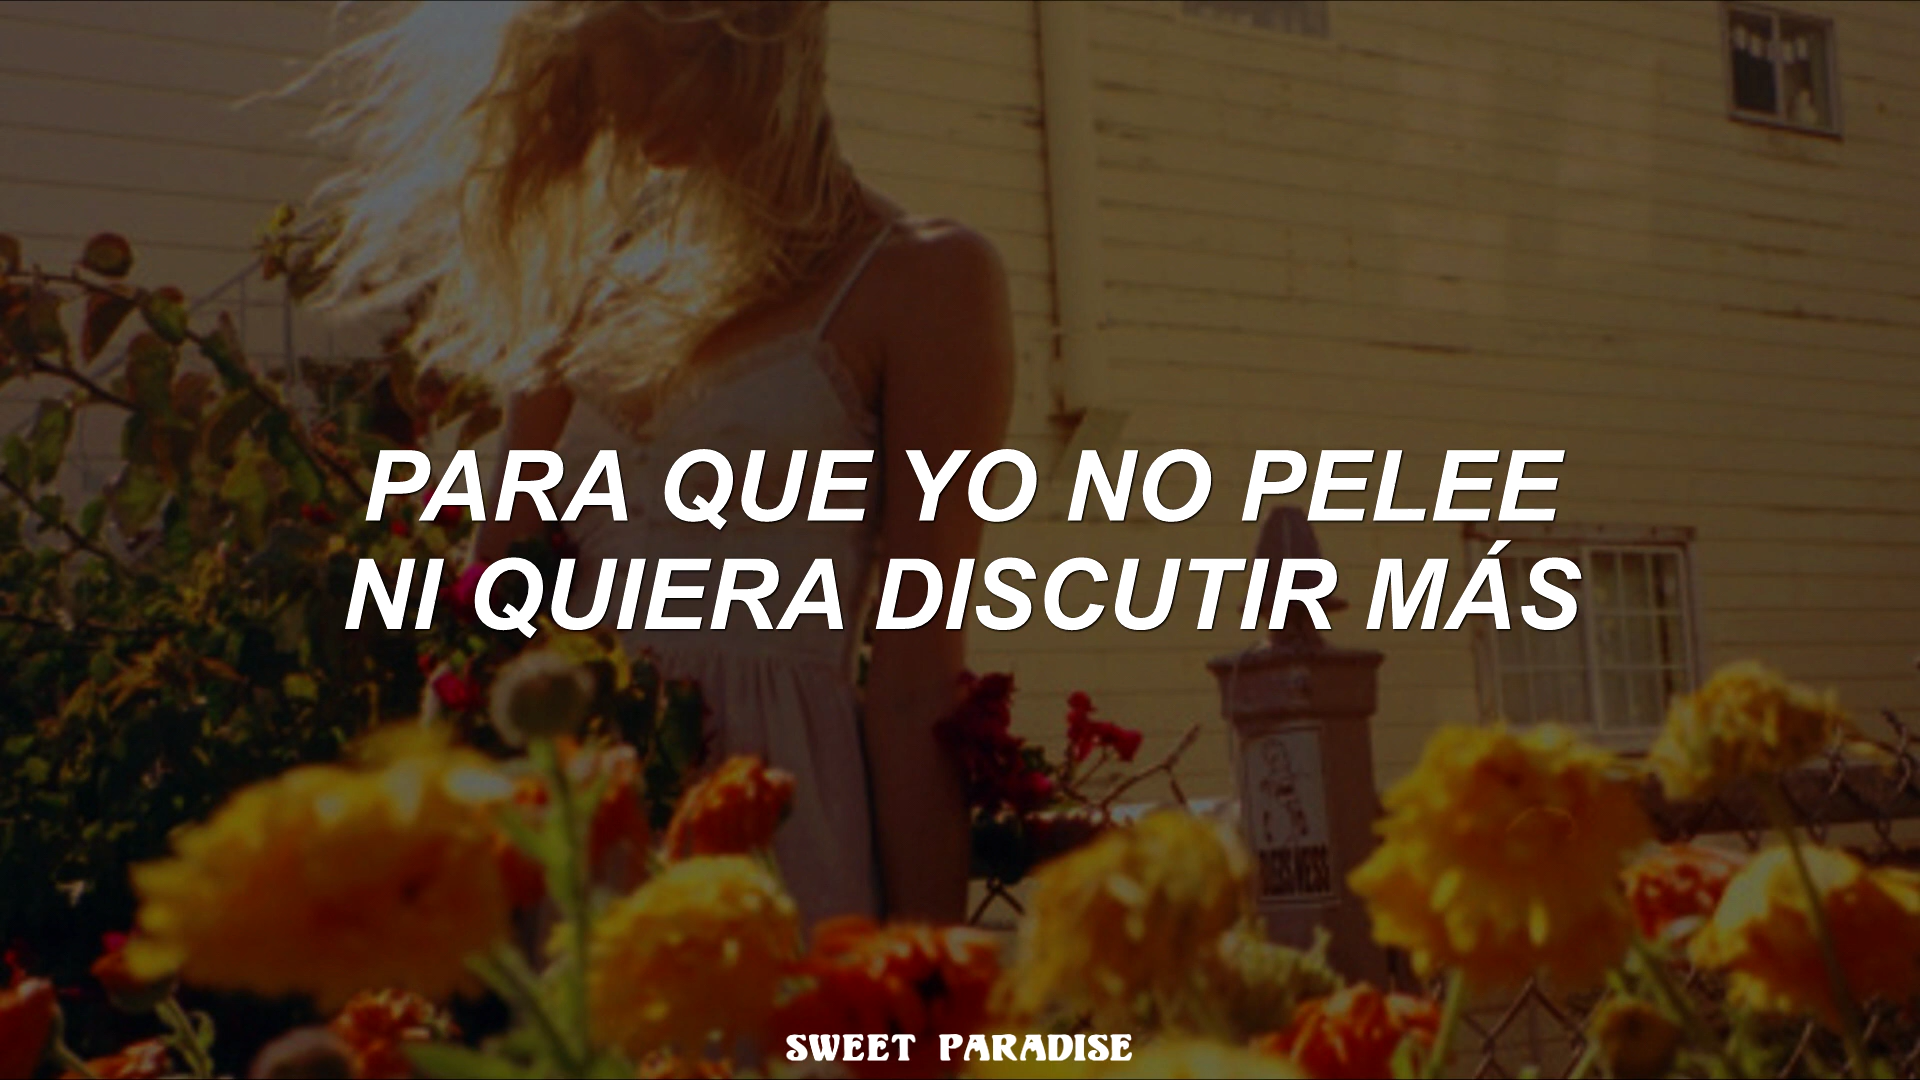 PARA QUE YO NO PELEE
NI QUIERA DISCUTIR MÁS
SWEET PARADISE